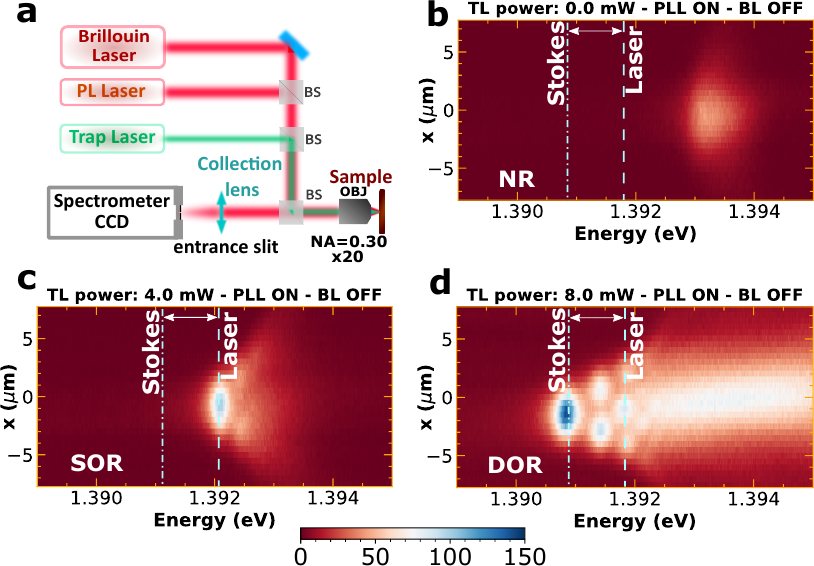 a
Brillouin
Laser
PL Laser
Trap Laser
BS
BS
BS
Collection
lens
Sample
OBJ
Spectrometer
CCD
entrance slit
NA=0.30
x20
b
TL power: 0.0 mW - PLL ON - BL OFF
Stokes
Laser
x (μm)
5
0
−5
NR
1.390
1.392
1.394
Energy (eV)
c
TL power: 4.0 mW - PLL ON - BL OFF
Stokes
Laser
x (μm)
5
0
−5
SOR
1.390
1.392
1.394
Energy (eV)
d
TL power: 8.0 mW - PLL ON - BL OFF
Stokes
Laser
x (μm)
5
0
−5
DOR
1.390
1.392
1.394
Energy (eV)
0
50
100
150